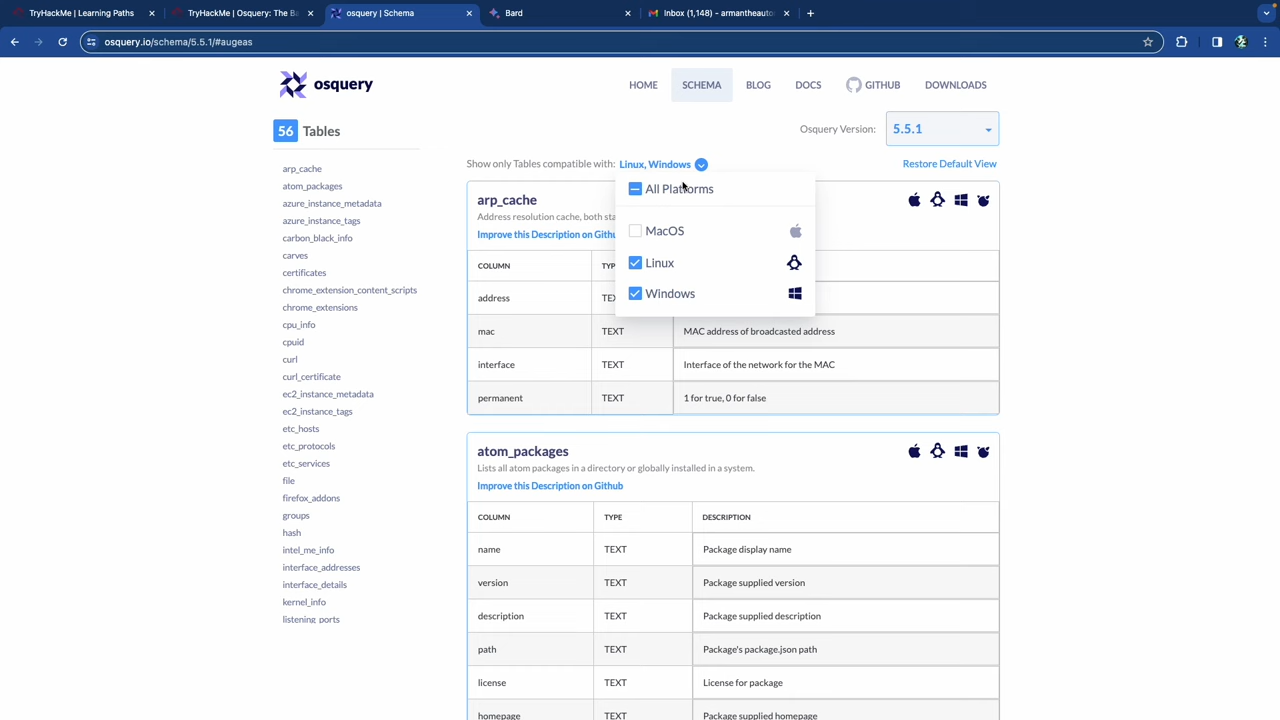 TryHackMe | Learning Paths
TryHackMe | Osquery: The Ba
osquery | Schema
Bard
Inbox (1,148) - armantheauto
osquery.io/schema/5.5.1/#augeas
osquery
HOME
SCHEMA
BLOG
DOCS
GITHUB
DOWNLOADS
56 Tables
Osquery Version:
5.5.1
Show only Tables compatible with: Linux, Windows
Restore Default View
All Platforms
MacOS
Linux
Windows
arp_cache
atom_packages
azure_instance_metadata
azure_instance_tags
carbon_black_info
carves
certificates
chrome_extension_content_scripts
chrome_extensions
cpu_info
cpuid
curl
curl_certificate
ec2_instance_metadata
ec2_instance_tags
etc_hosts
etc_protocols
etc_services
file
firefox_addons
groups
hash
intel_me_info
interface_addresses
interface_details
kernel_info
listening_ports
arp_cache
Address resolution cache, both sta
Improve this Description on Githu
COLUMN TYP
address TEX
mac TEXT MAC address of broadcasted address
interface TEXT Interface of the network for the MAC
permanent TEXT 1 for true, 0 for false
atom_packages
Lists all atom packages in a directory or globally installed in a system.
Improve this Description on Github
COLUMN TYPE DESCRIPTION
name TEXT Package display name
version TEXT Package supplied version
description TEXT Package supplied description
path TEXT Package's package.json path
license TEXT License for package
homepage TEXT Package supplied homepage